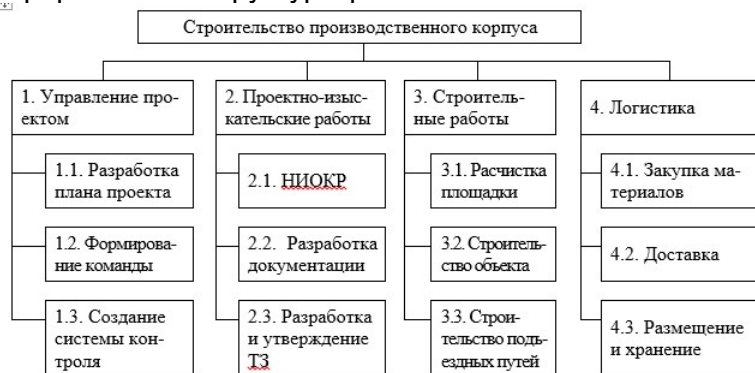 Строительство производственного корпуса
1. Управление про-
ектом
2. Проектно-изыс-
кательские работы
3. Строитель-
ные работы
4. Логистика
1.1. Разработка
плана проекта
2.1. НИОКР
3.1. Расчистка
площадки
4.1. Закупка ма-
териалов
1.2. Формирова-
ние команды
2.2. Разработка
документации
3.2. Строитель-
ство объекта
4.2. Доставка
1.3. Создание
системы кон-
троля
2.3. Разработка
и утверждение
ТЗ
3.3. Строи-
тельство подъ-
ездных путей
4.3. Размещение
и хранение